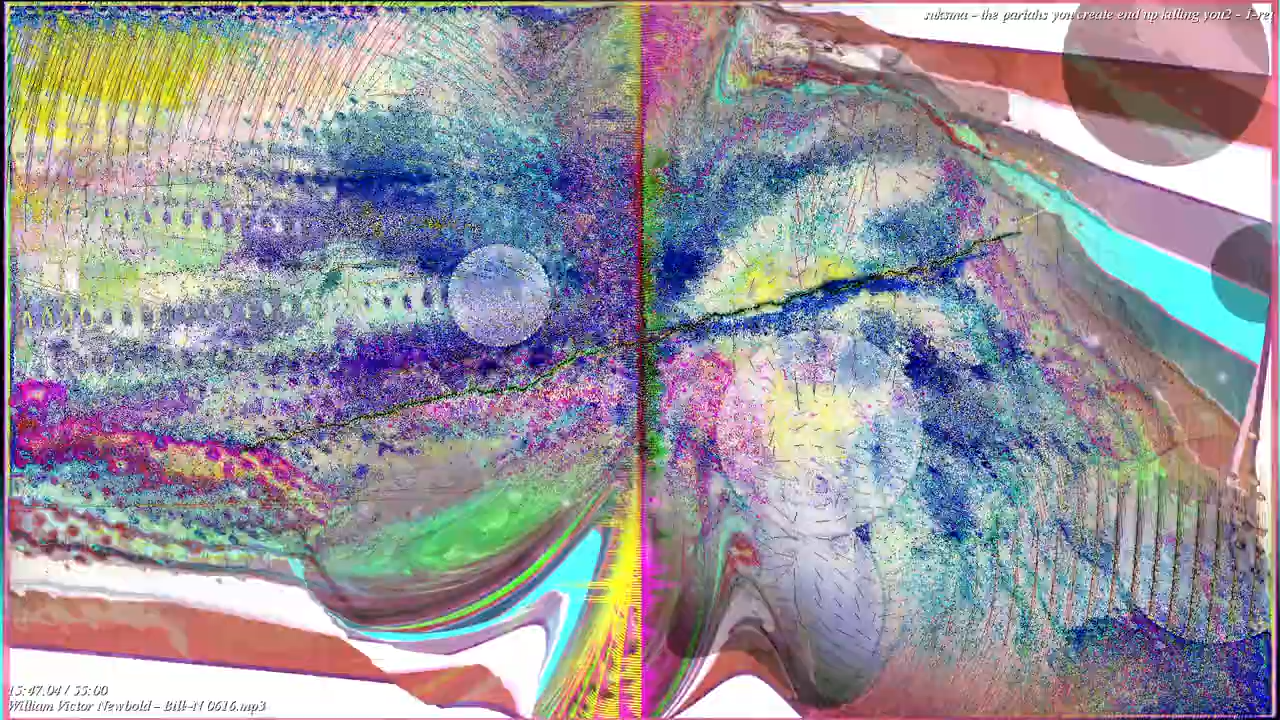 suksma - the pariahs you create end up killing you2 - 1-re
15:47.04 / 55:00
William Victor Newbold - Bill
0616.mp3